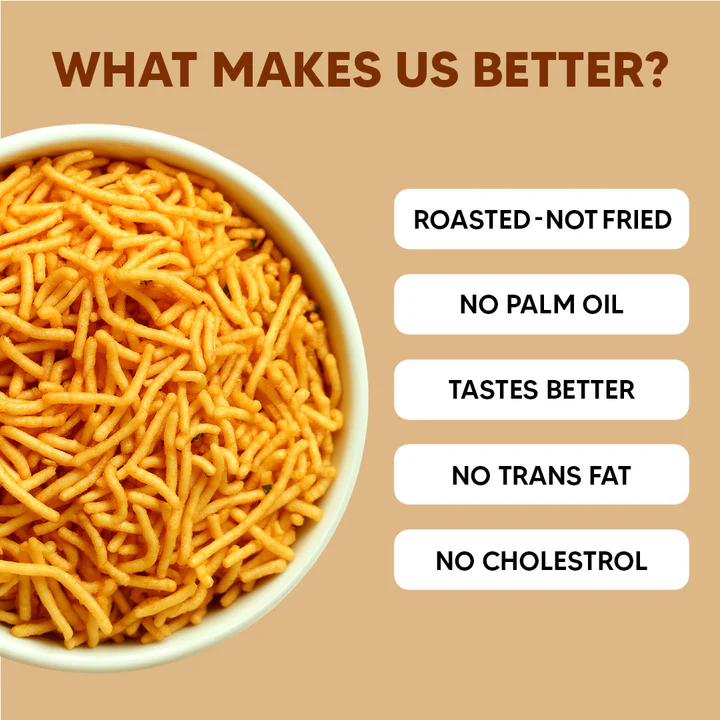 WHAT MAKES US BETTER?
ROASTED-NOT FRIED
NO PALM OIL
TASTES BETTER
NO TRANS FAT
NO CHOLESTROL